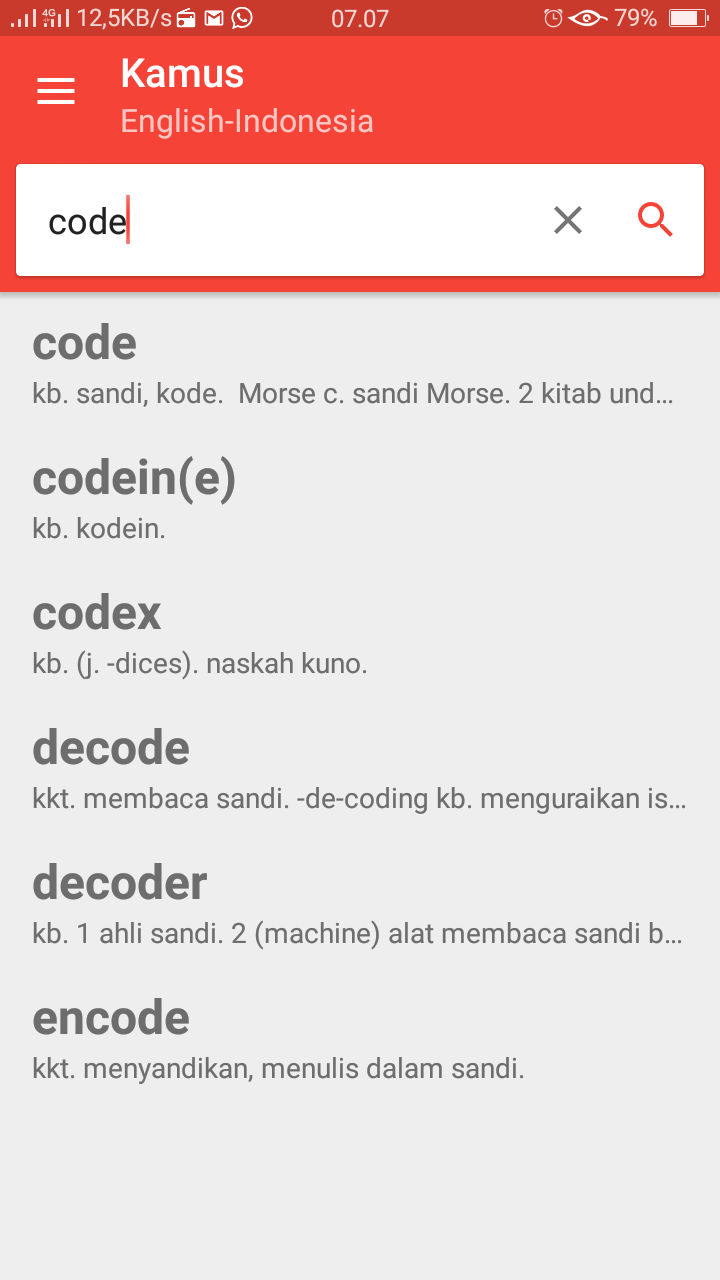 4G 12,5KB/s 07.07 79%
Kamus
English-Indonesia
code
code
kb. sandi, kode.  Morse c. sandi Morse. 2 kitab und...
codein(e)
kb. kodein.
codex
kb. (j. -dices). naskah kuno.
decode
kkt. membaca sandi. -de-coding kb. menguraikan is...
decoder
kb. 1 ahli sandi. 2 (machine) alat membaca sandi b...
encode
kkt. menyandikan, menulis dalam sandi.